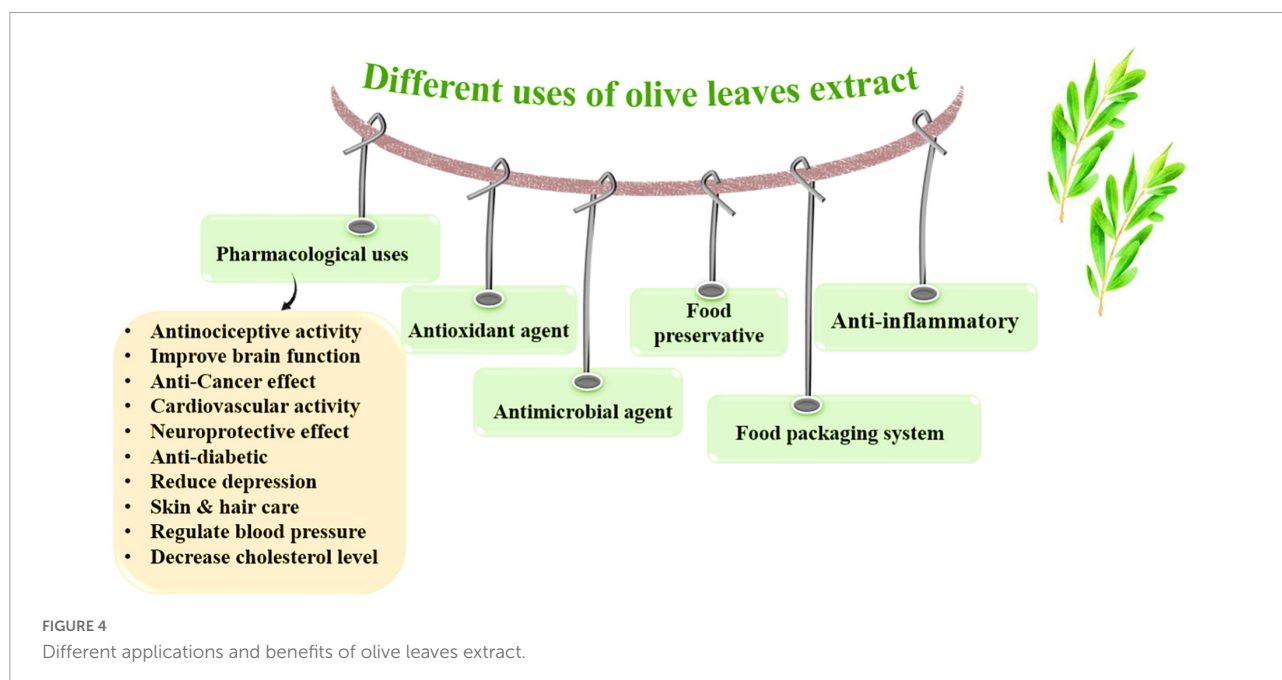 Different uses of olive leaves extract
Pharmacological uses
• Antinociceptive activity
• Improve brain function
• Anti-Cancer effect
• Cardiovascular activity
• Neuroprotective effect
• Anti-diabetic
• Reduce depression
• Skin & hair care
• Regulate blood pressure
• Decrease cholesterol level
Antioxidant agent
Antimicrobial agent
Food
preservative
Food packaging system
Anti-inflammatory
FIGURE 4
Different applications and benefits of olive leaves extract.